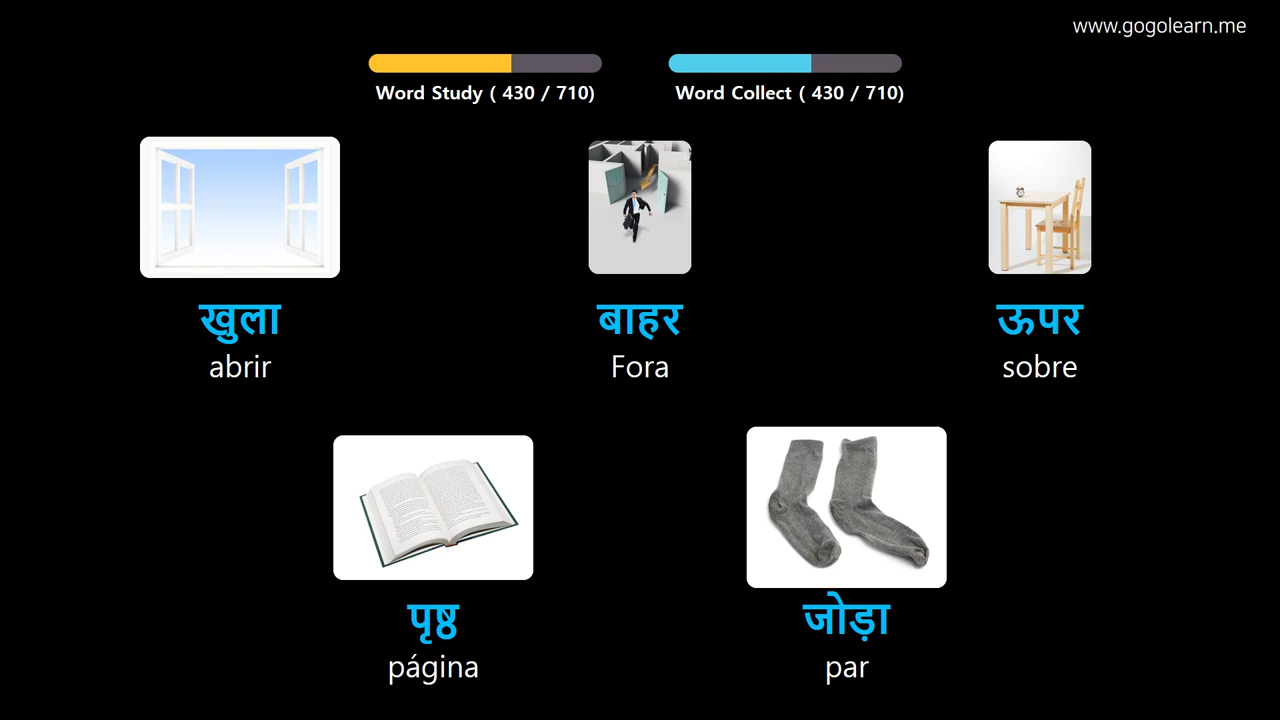 www.gogolearn.me
Word Study ( 430 / 710)
Word Collect ( 430 / 710)
खुला
abrir
बाहर
Fora
ऊपर
sobre
पृष्ठ
página
जोड़ा
par